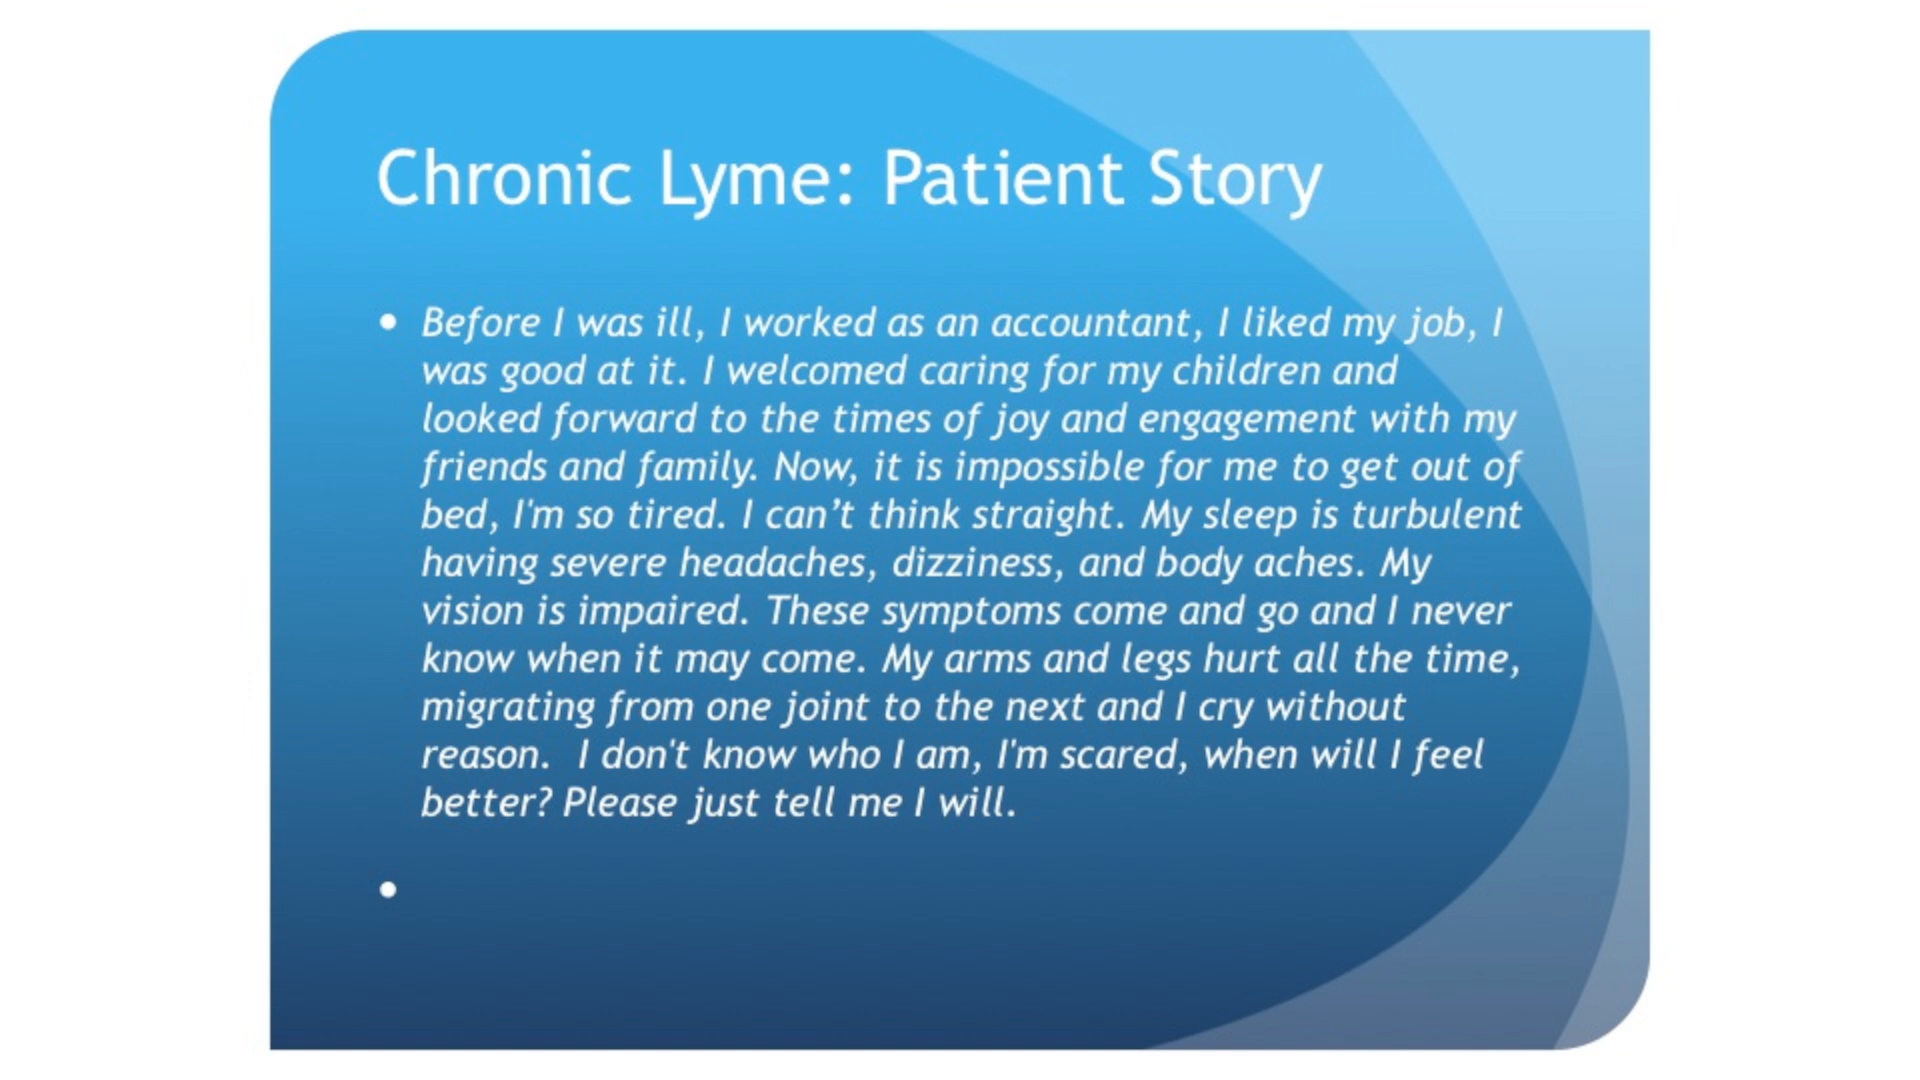 Chronic Lyme: Patient Story
• Before I was ill, I worked as an accountant, I liked my job, I
was good at it. I welcomed caring for my children and
looked forward to the times of joy and engagement with my
friends and family. Now, it is impossible for me to get out of
bed, I'm so tired. I can’t think straight. My sleep is turbulent
having severe headaches, dizziness, and body aches. My
vision is impaired. These symptoms come and go and I never
know when it may come. My arms and legs hurt all the time,
migrating from one joint to the next and I cry without
reason.  I don't know who I am, I'm scared, when will I feel
better? Please just tell me I will.
•